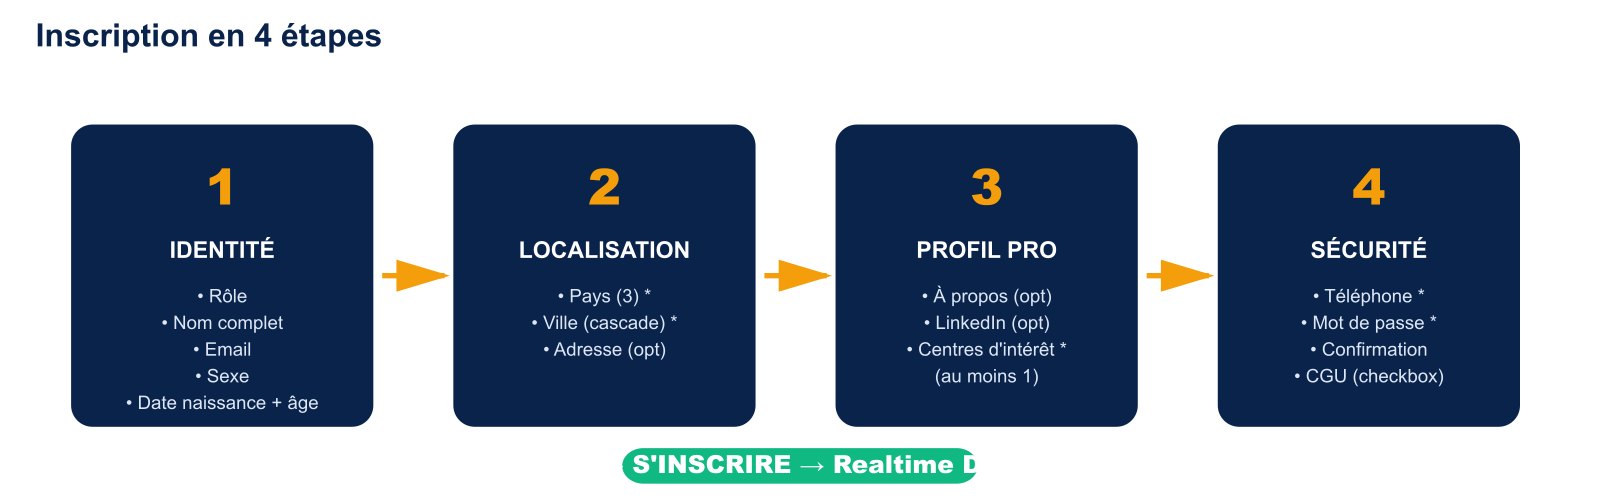 Inscription en 4 étapes
1
IDENTITÉ
• Rôle
• Nom complet
• Email
• Sexe
• Date naissance + âge
2
LOCALISATION
• Pays (3) *
• Ville (cascade) *
• Adresse (opt)
3
PROFIL PRO
• À propos (opt)
• LinkedIn (opt)
• Centres d'intérêt *
(au moins 1)
4
SÉCURITÉ
• Téléphone *
• Mot de passe *
• Confirmation
• CGU (checkbox)
S'INSCRIRE → Realtime